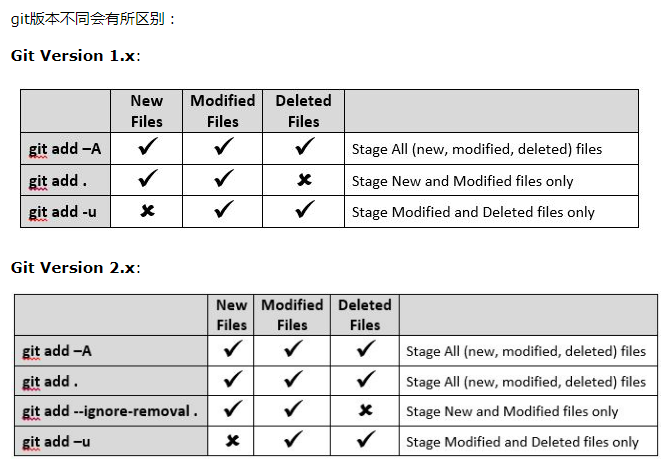 git版本不同会有所区别：
Git Version 1.x:
New Files Modified Files Deleted Files
git add –A ✓ ✓ ✓ Stage All (new, modified, deleted) files
git add . ✓ ✓ ✖ Stage New and Modified files only
git add -u ✖ ✓ ✓ Stage Modified and Deleted files only
Git Version 2.x:
New Files Modified Files Deleted Files
git add –A ✓ ✓ ✓ Stage All (new, modified, deleted) files
git add . ✓ ✓ ✓ Stage All (new, modified, deleted) files
git add --ignore-removal . ✓ ✓ ✖ Stage New and Modified files only
git add –u ✖ ✓ ✓ Stage Modified and Deleted files only